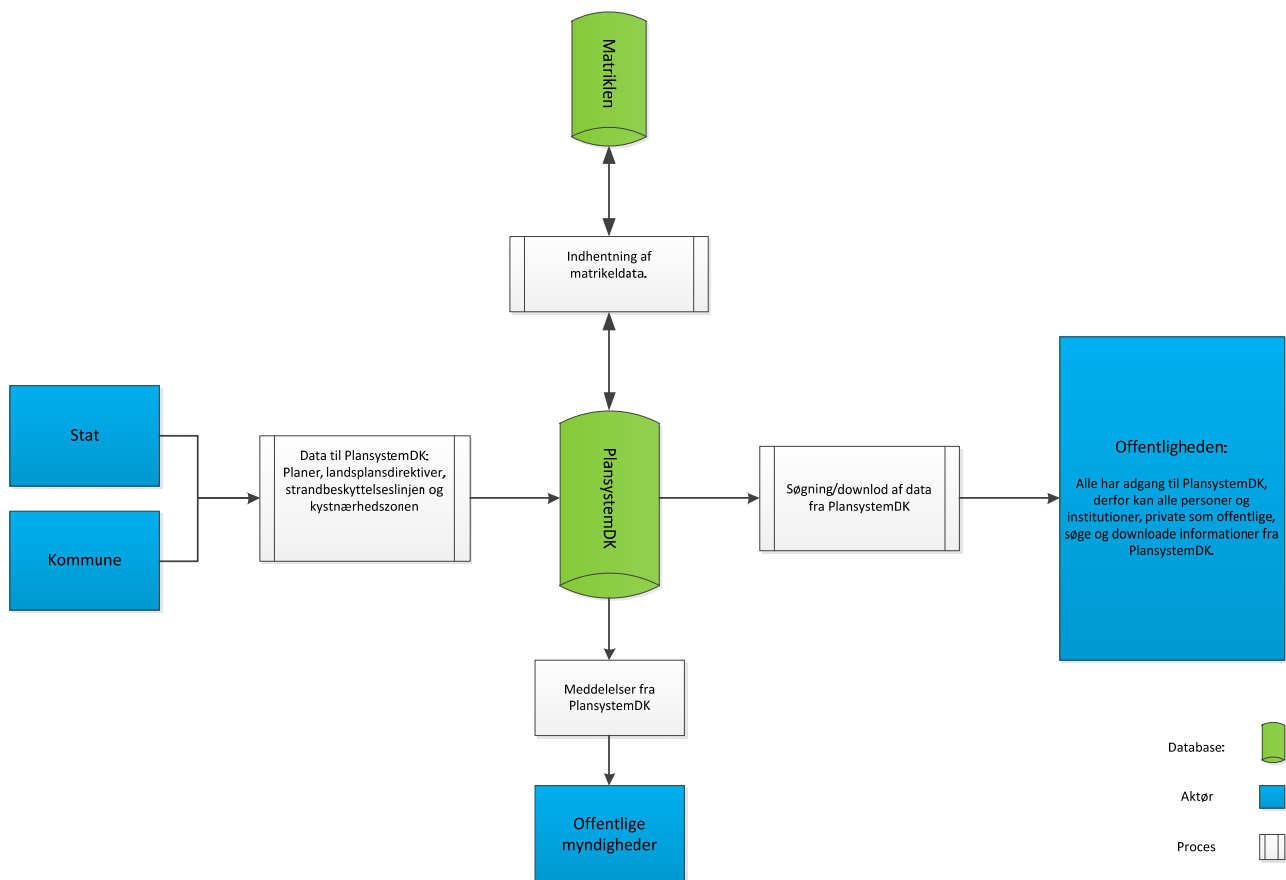 Matriklen
Indhentning af
matrikeldata.
Stat
Kommune
Data til PlansystemDK:
Planer, landsplansdirektiver,
strandbeskyttelseslinjen og
kystnærhedszonen
PlansystemDK
Søgning/downlod af data
fra PlansystemDK
Offentligheden:
Alle har adgang til PlansystemDK,
derfor kan alle personer og
institutioner, private som offentlige,
søge og downloade informationer fra
PlansystemDK.
Meddelelser fra
PlansystemDK
Offentlige
myndigheder
Database:
Aktør
Proces